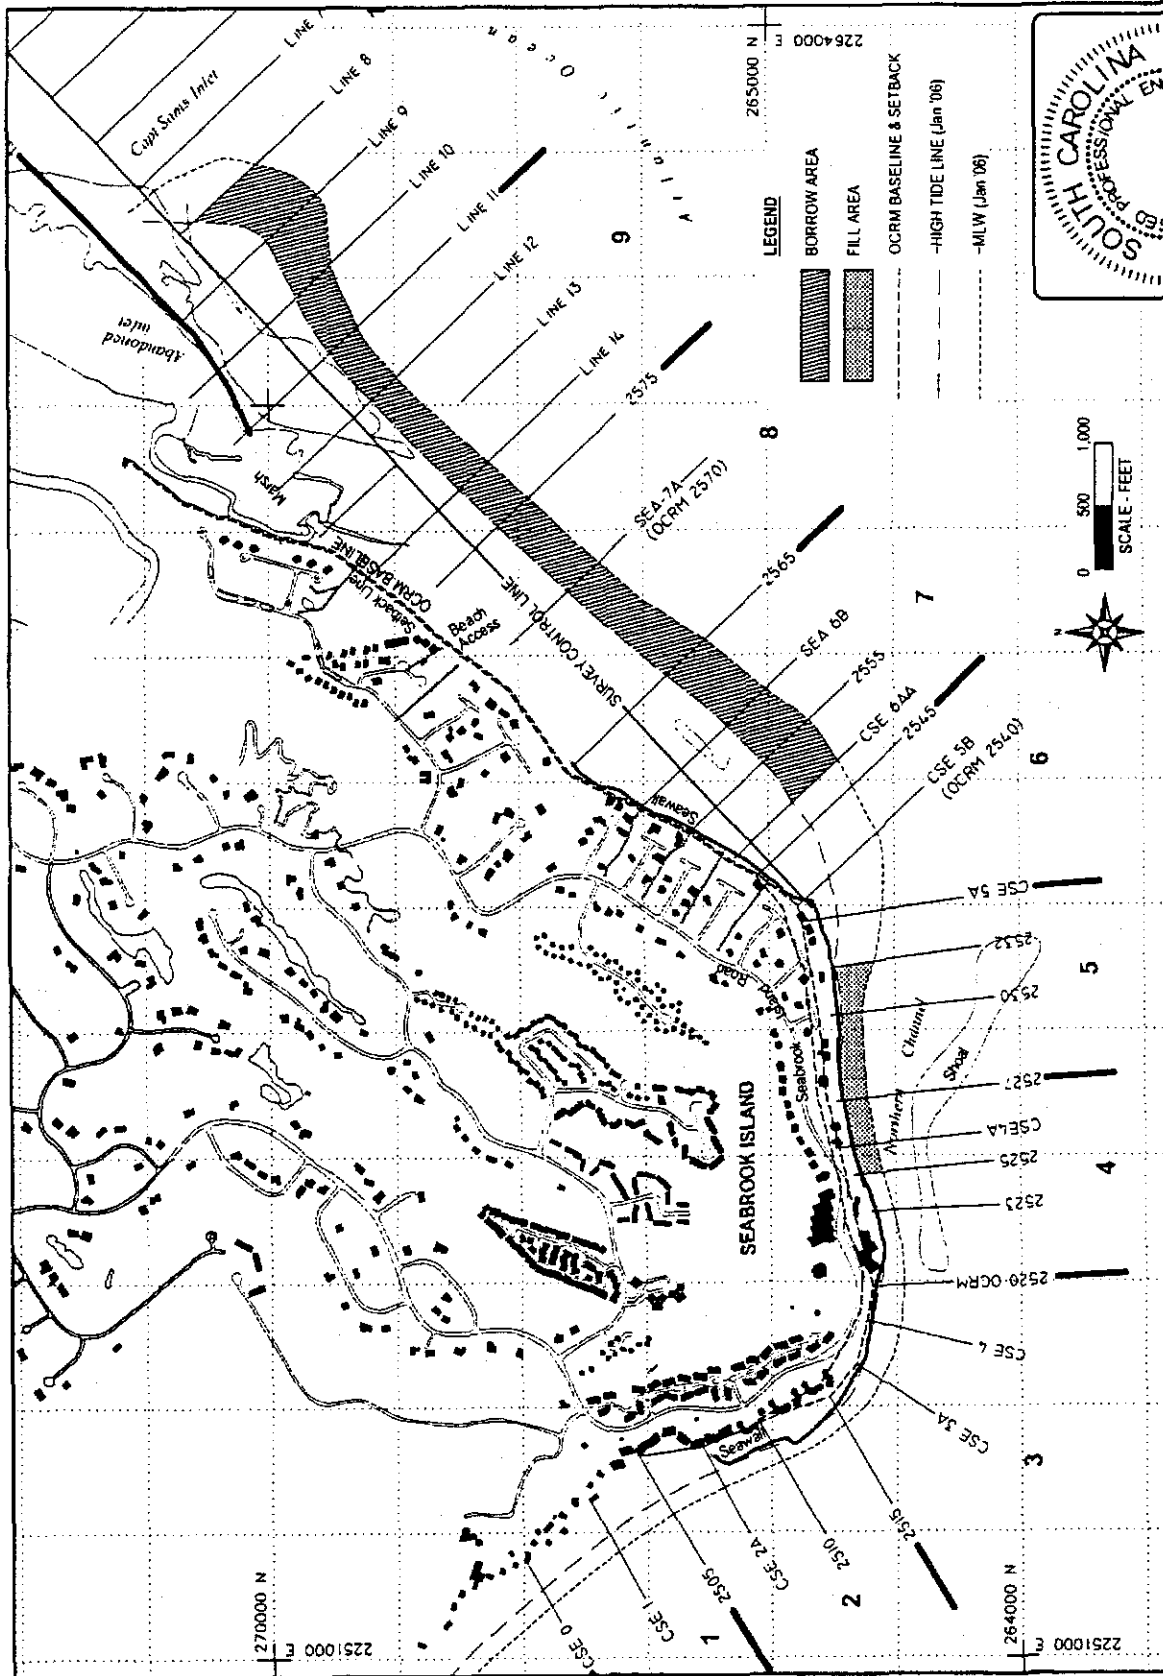 LINE 8
LINE 9
LINE 10
LINE 11
LINE 12
LINE 13
LINE 14
2575
SEA-7A
(OCRM 2570)
2565
SEA 6B
2555
CSE 6AA
2545
CSE 5B
(OCRM 2540)
CSE 5A
2532
2530
2527
CSE4A
2525
2523
2520 OCRM
CSE 4
CSE 3A
2515
2510
CSE 2A
2505
CSE 1
CSE 0
1
2
3
4
5
6
7
8
9
Capt Sams Inlet
Abandoned
Inlet
Marsh
Atlantic Ocean
OCRM BASELINE
Setback Line
SURVEY CONTROL LINE
Beach
Access
Seawall
Seabrook Island Road
SEABROOK ISLAND
Northern Channel
Shoal
Seawall
270000 N
2251000 E
264000 N
2251000 E
265000 N
2264000 E
LEGEND
BORROW AREA
FILL AREA
OCRM BASELINE & SETBACK
HIGH TIDE LINE (Jan '06)
MLW (Jan '06)
0 500 1,000
SCALE - FEET
N
SOUTH CAROLINA
PROFESSIONAL EN